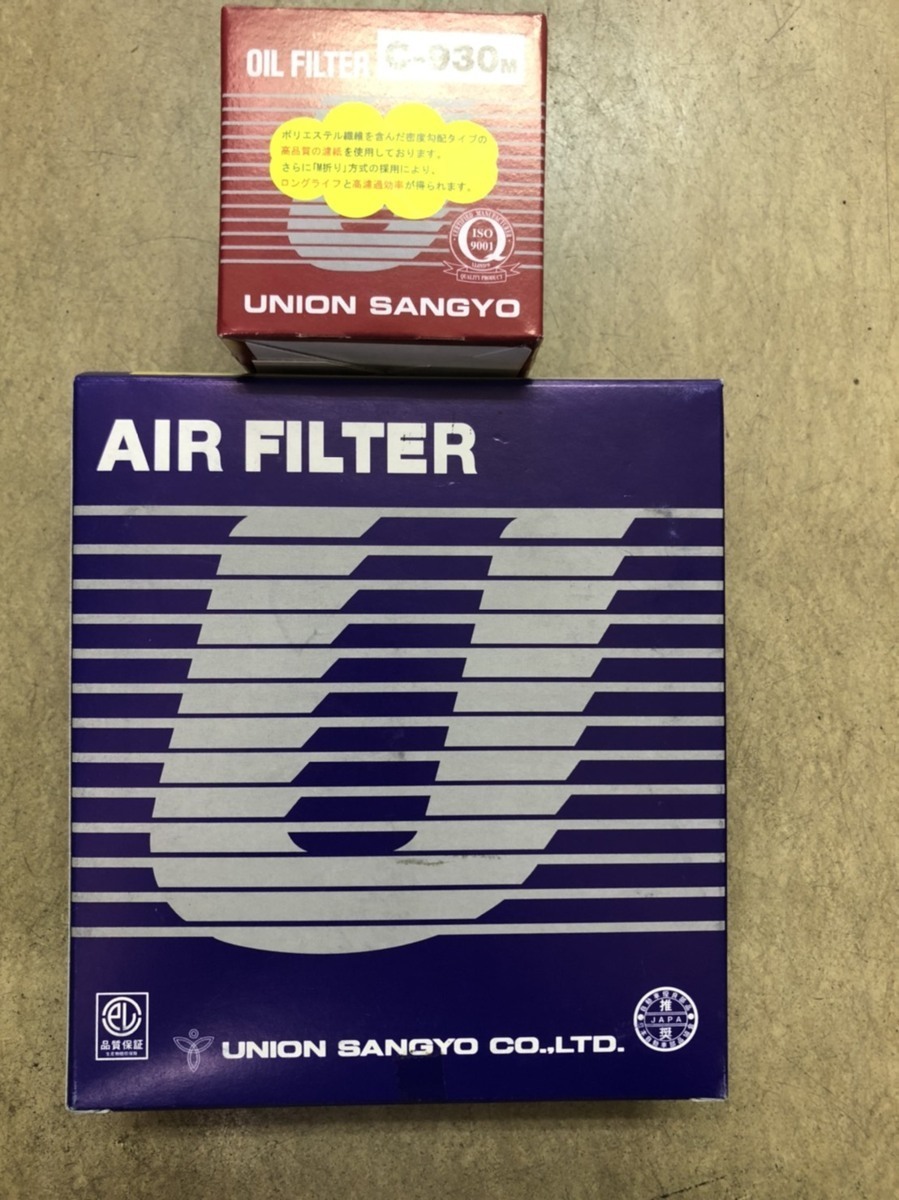 OIL FILTER C-930M
ポリエステル繊維を含んだ密度勾配タイプの
高品質の濾紙を使用しております。
さらに「M折り」方式の採用により、
ロングライフと高濾過効率が得られます。
CERTIFIED MANUFACTURER
ISO
9001
QUALITY PRODUCT
UNION SANGYO
AIR FILTER
品質保証
推
JAPA
奨
UNION SANGYO CO.,LTD.